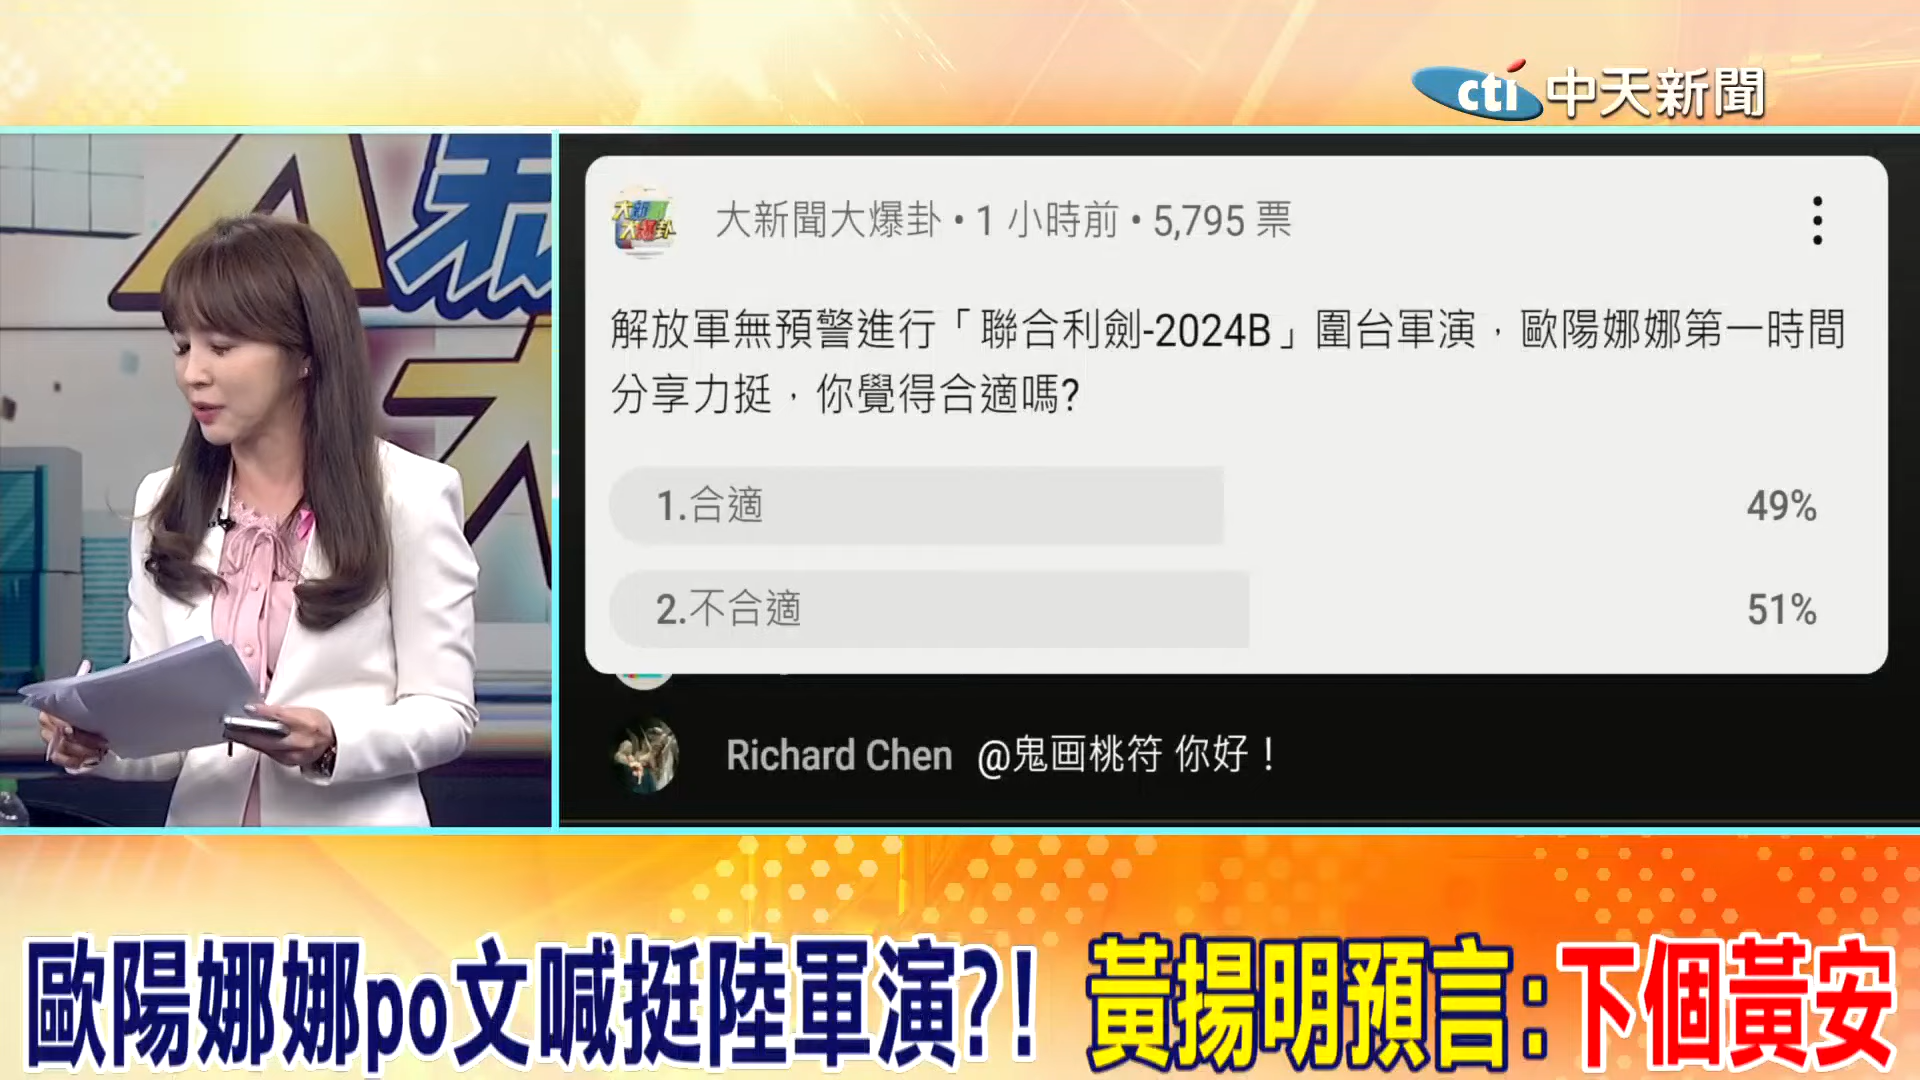 cti 中天新聞
大新聞大爆卦 • 1 小時前 • 5,795 票
解放軍無預警進行「聯合利劍-2024B」圍台軍演，歐陽娜娜第一時間
分享力挺，你覺得合適嗎?
1.合適 49%
2.不合適 51%
Richard Chen @鬼画桃符 你好！
歐陽娜娜po文喊挺陸軍演?! 黃揚明預言:下個黃安